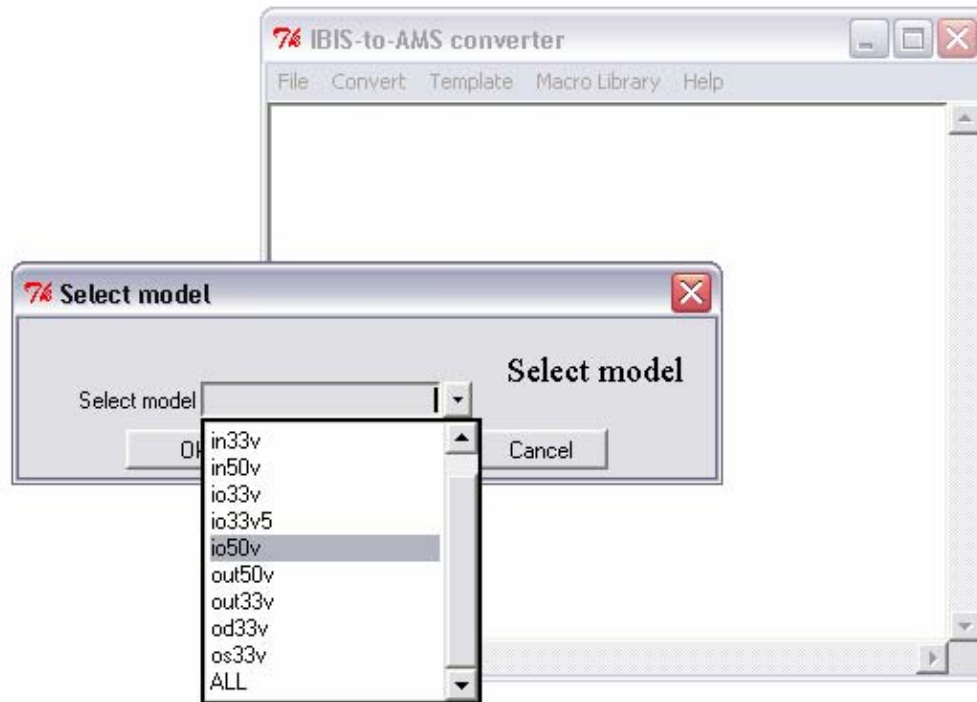 IBIS-to-AMS converter
File Convert Template Macro Library Help
Select model
Select model
Select model
Cancel
in33v
in50v
io33v
io33v5
io50v
out50v
out33v
od33v
os33v
ALL